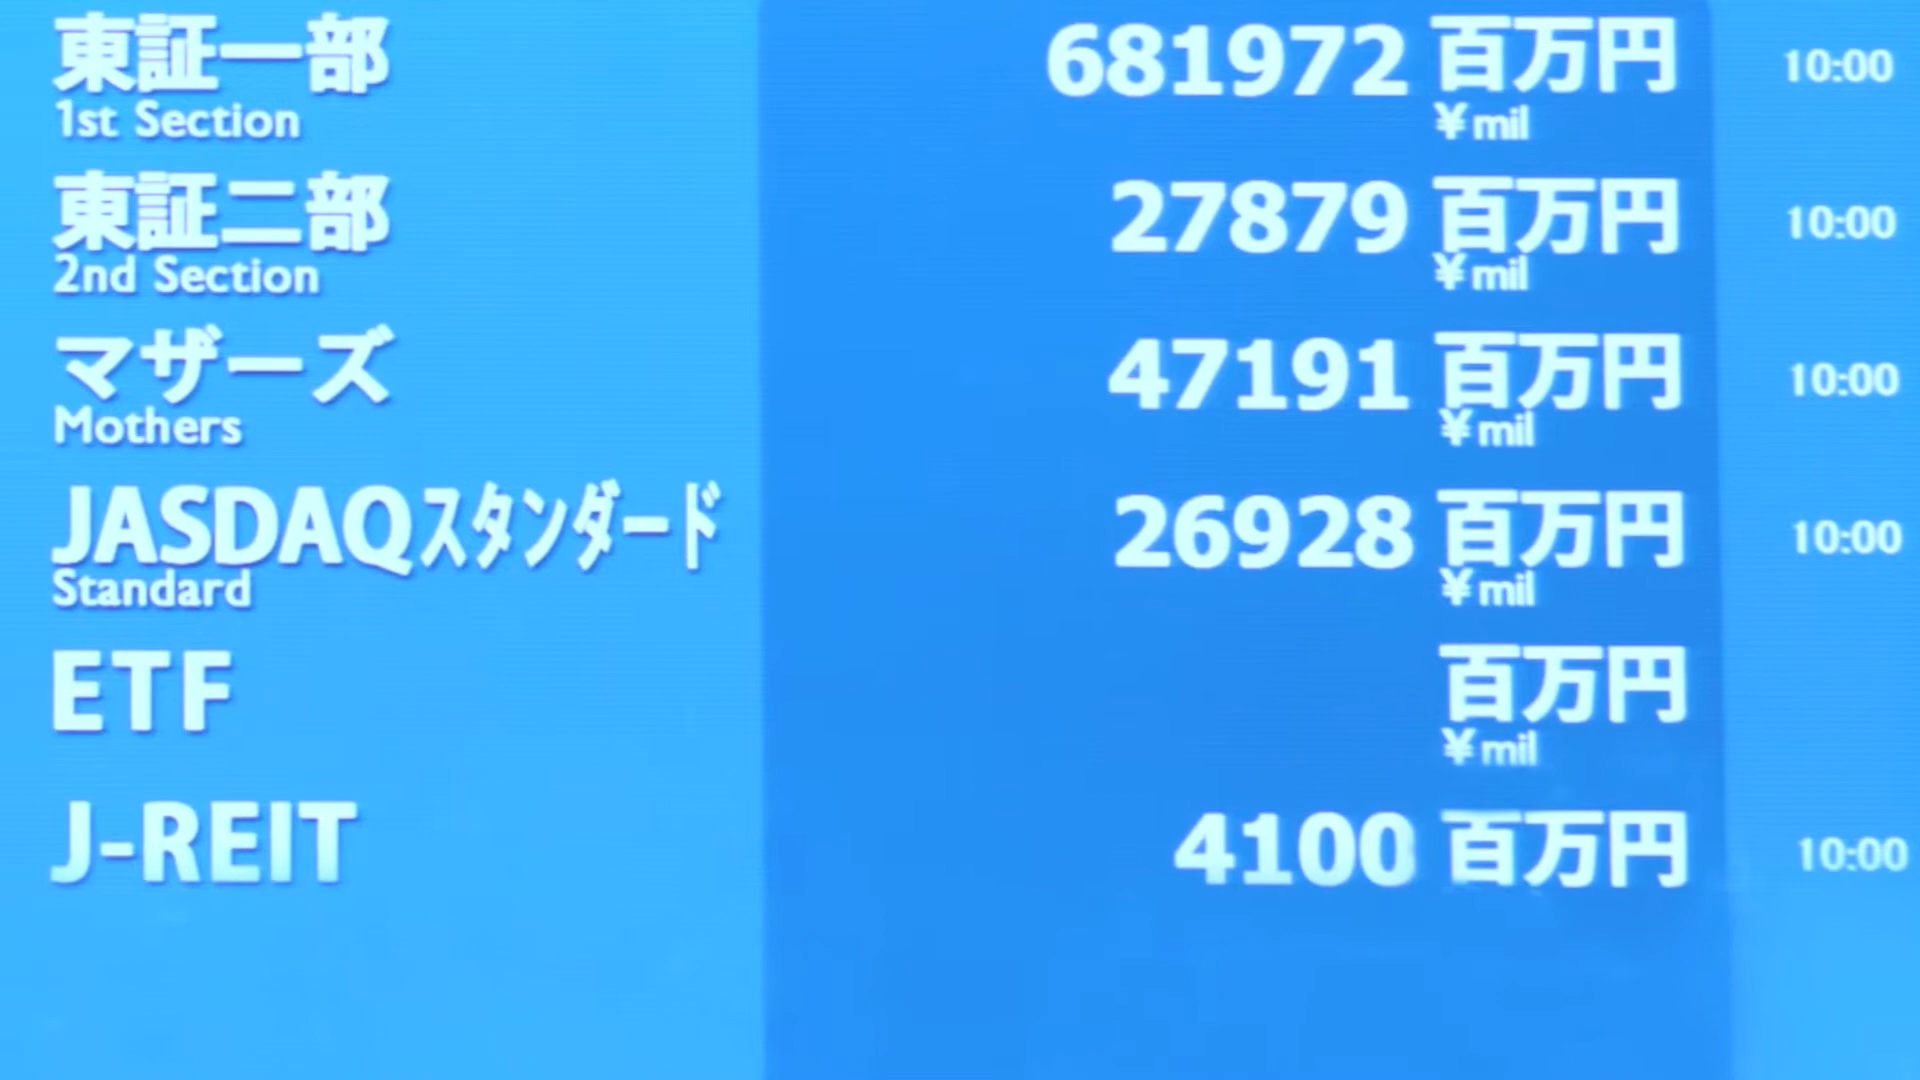 東証一部 681972 百万円 10:00
1st Section ¥mil
東証二部 27879 百万円 10:00
2nd Section ¥mil
マザーズ 47191 百万円 10:00
Mothers ¥mil
JASDAQスタンダード 26928 百万円 10:00
Standard ¥mil
ETF 百万円
¥mil
J-REIT 4100 百万円 10:00